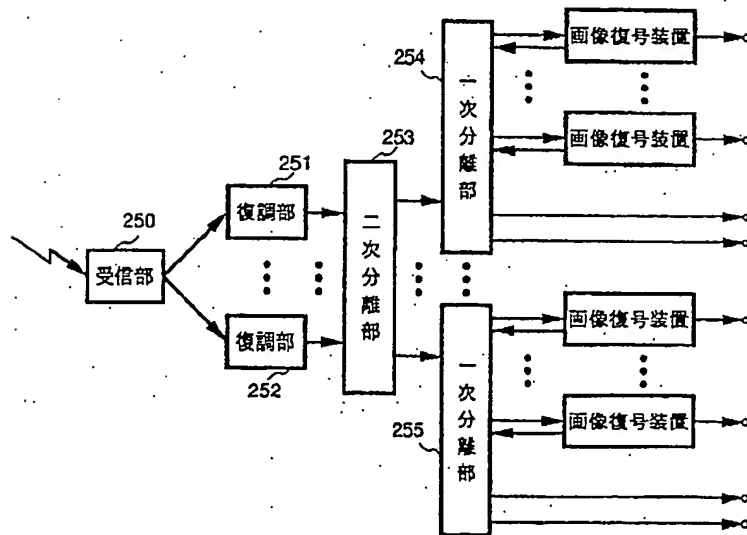 250
受信部
251
復調部
復調部
252
253
二次分離部
254
一次分離部
画像復号装置
画像復号装置
255
一次分離部
画像復号装置
画像復号装置